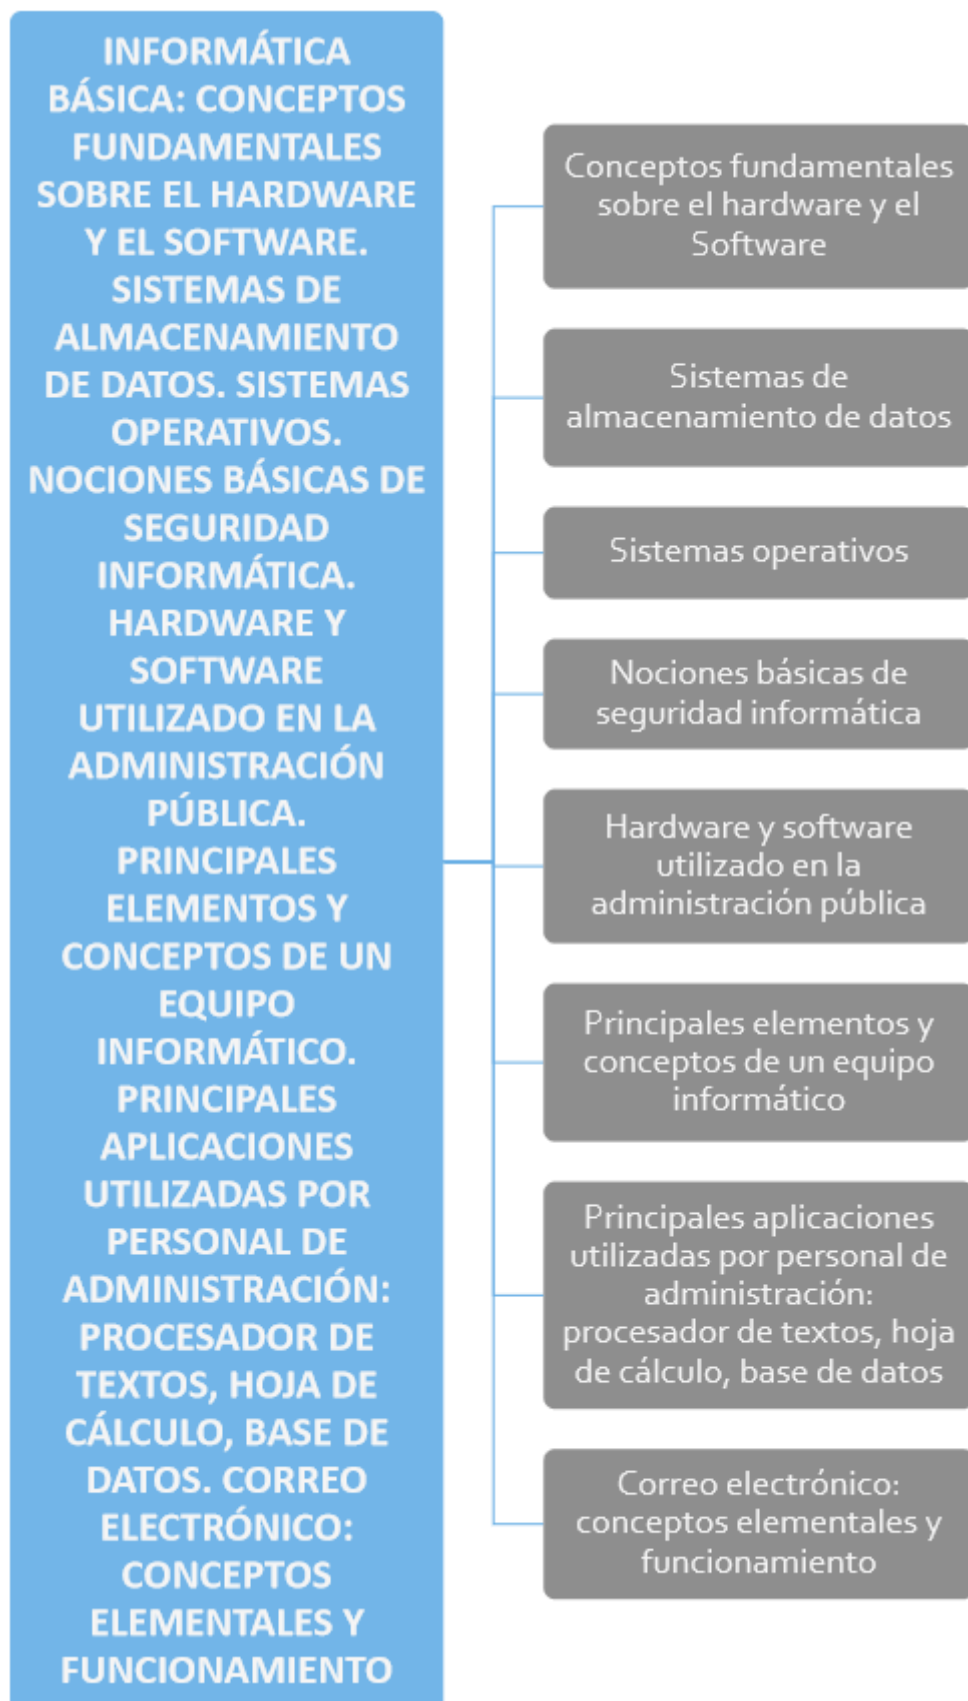 INFORMÁTICA
BÁSICA: CONCEPTOS
FUNDAMENTALES
SOBRE EL HARDWARE
Y EL SOFTWARE.
SISTEMAS DE
ALMACENAMIENTO
DE DATOS. SISTEMAS
OPERATIVOS.
NOCIONES BÁSICAS DE
SEGURIDAD
INFORMÁTICA.
HARDWARE Y
SOFTWARE
UTILIZADO EN LA
ADMINISTRACIÓN
PÚBLICA.
PRINCIPALES
ELEMENTOS Y
CONCEPTOS DE UN
EQUIPO
INFORMÁTICO.
PRINCIPALES
APLICACIONES
UTILIZADAS POR
PERSONAL DE
ADMINISTRACIÓN:
PROCESADOR DE
TEXTOS, HOJA DE
CÁLCULO, BASE DE
DATOS. CORREO
ELECTRÓNICO:
CONCEPTOS
ELEMENTALES Y
FUNCIONAMIENTO
Conceptos fundamentales
sobre el hardware y el
Software
Sistemas de
almacenamiento de datos
Sistemas operativos
Nociones básicas de
seguridad informática
Hardware y software
utilizado en la
administración pública
Principales elementos y
conceptos de un equipo
informático
Principales aplicaciones
utilizadas por personal de
administración:
procesador de textos, hoja
de cálculo, base de datos
Correo electrónico:
conceptos elementales y
funcionamiento